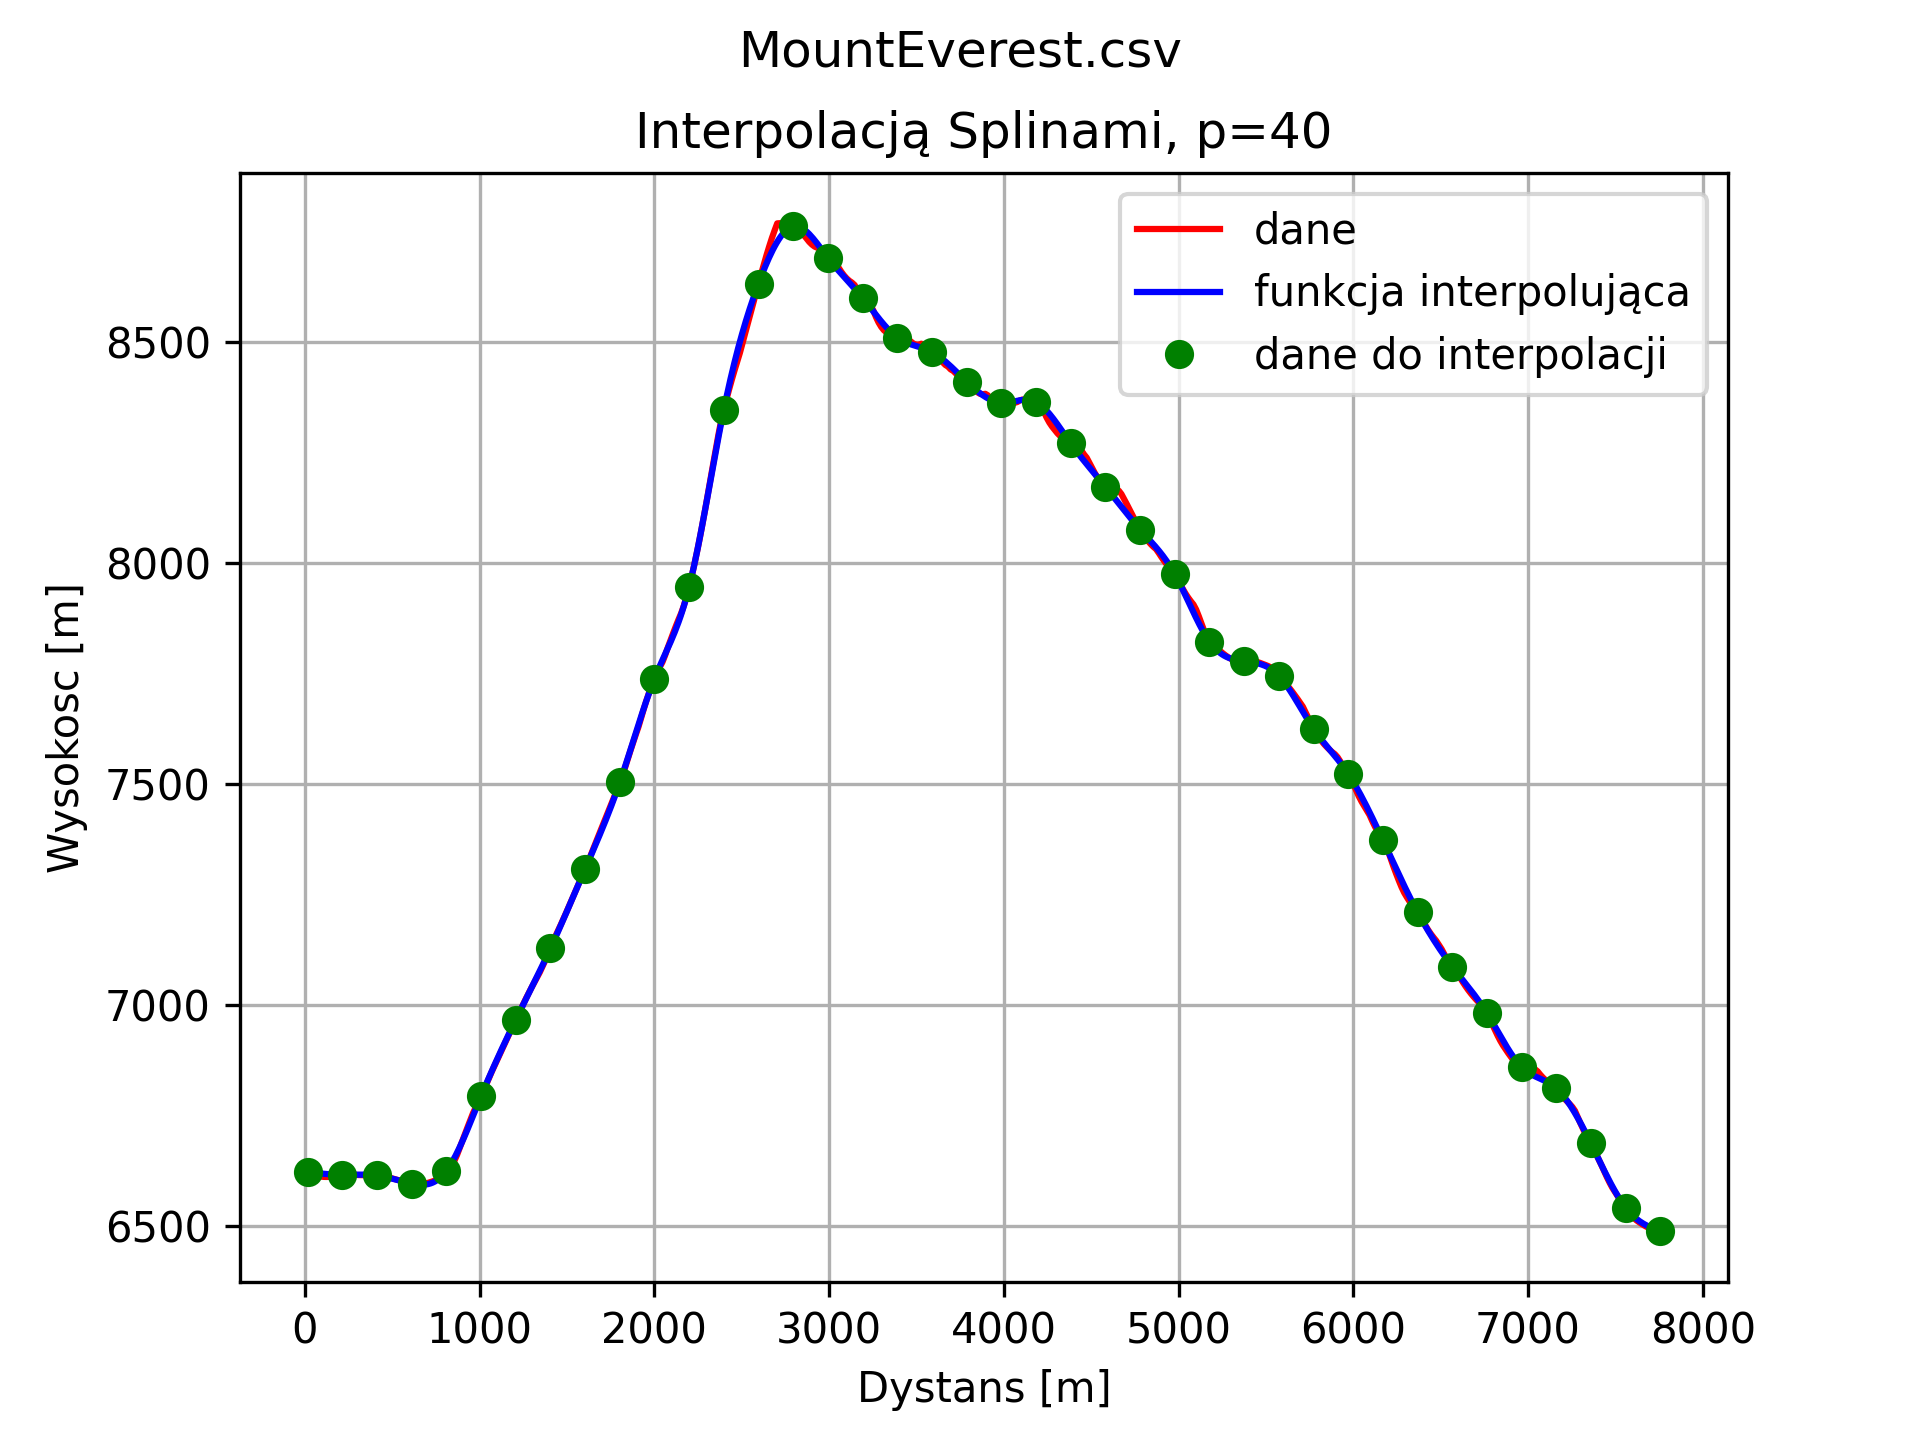 MountEverest.csv
Interpolacją Splinami, p=40
dane
funkcja interpolująca
dane do interpolacji
Wysokosc [m]
8500
8000
7500
7000
6500
0 1000 2000 3000 4000 5000 6000 7000 8000
Dystans [m]